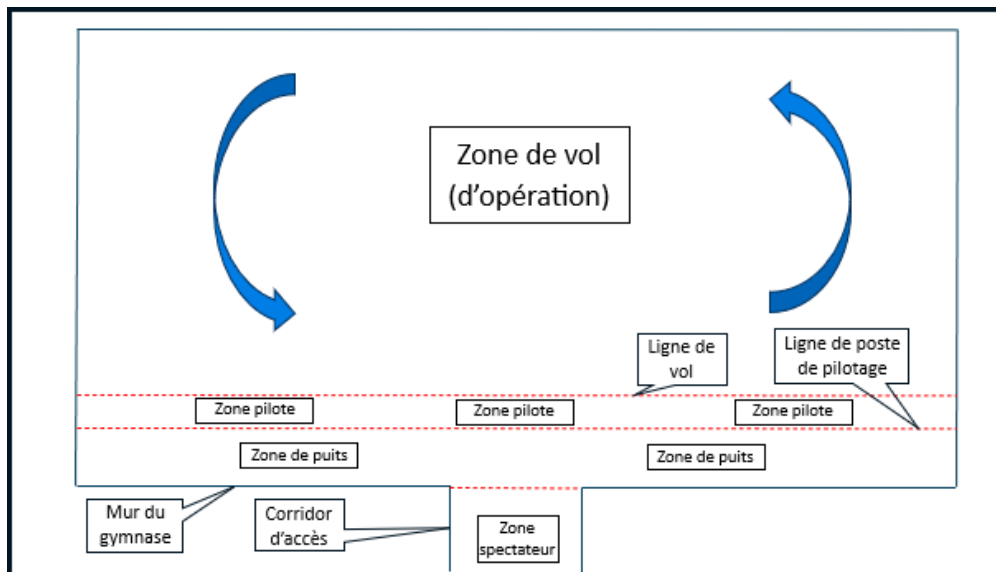 Zone de vol
(d'opération)
Ligne de
vol
Ligne de poste
de pilotage
Zone pilote
Zone pilote
Zone pilote
Zone de puits
Zone de puits
Mur du
gymnase
Corridor
d'accès
Zone
spectateur